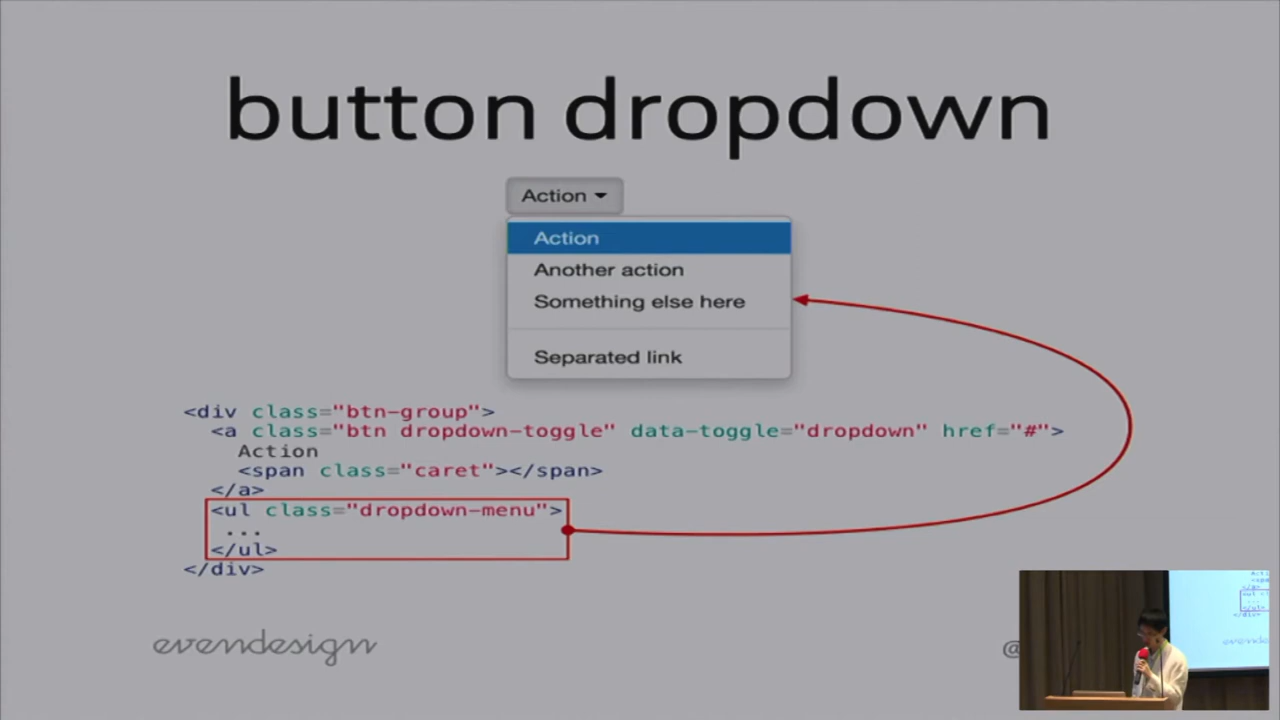 button dropdown
Action
Action
Another action
Something else here
Separated link
<div class="btn-group">
<a class="btn dropdown-toggle" data-toggle="dropdown" href="#">
Action
<span class="caret"></span>
</a>
<ul class="dropdown-menu">
...
</ul>
</div>
evendesign
@